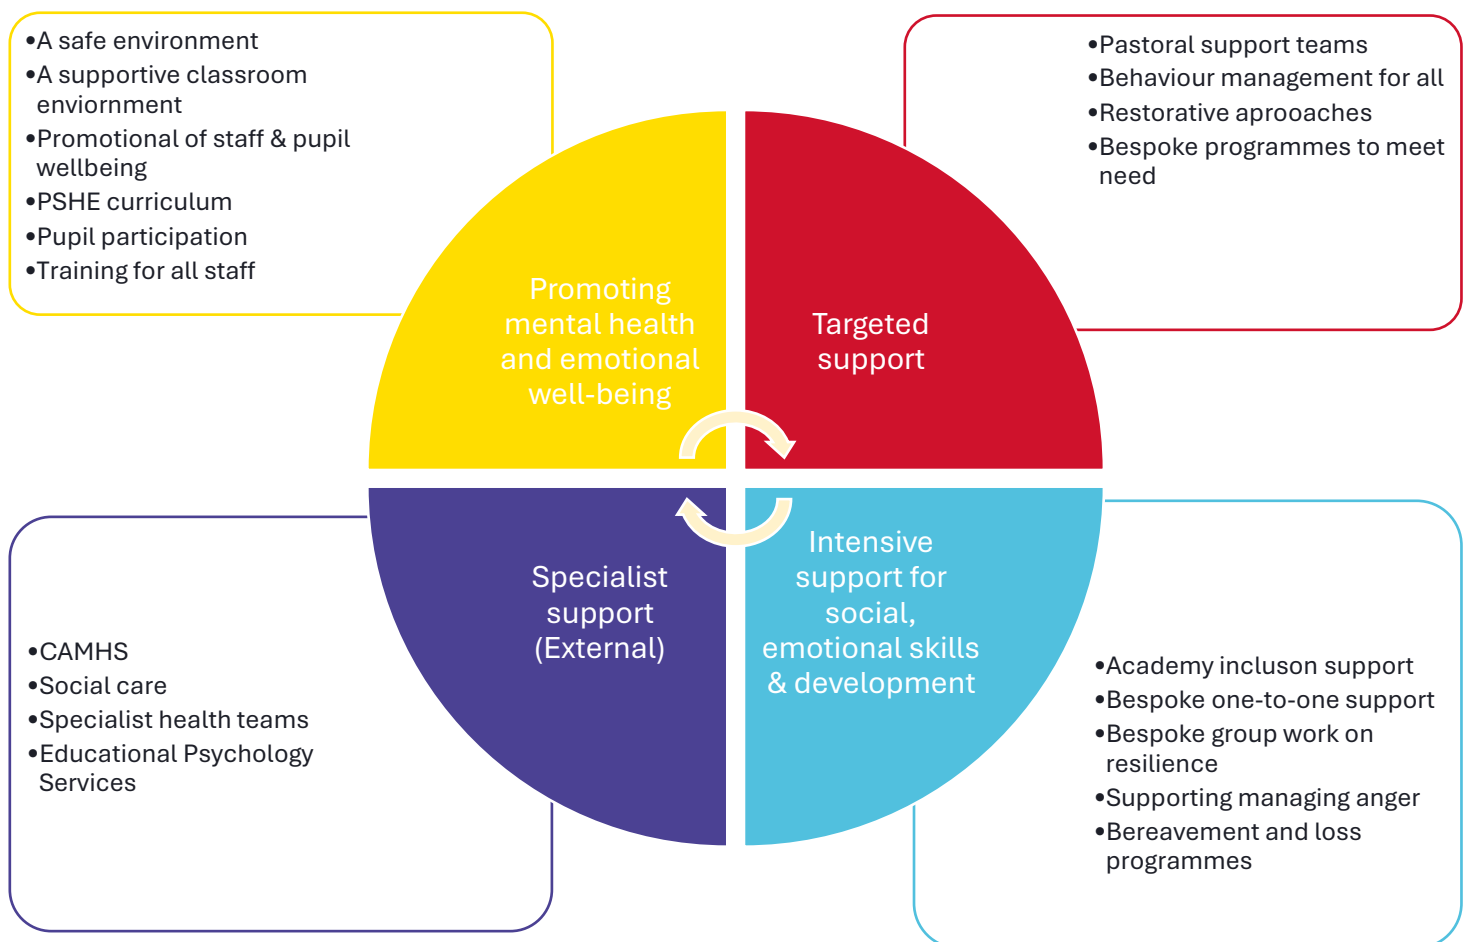 •A safe environment
•A supportive classroom
enviornment
•Promotional of staff & pupil
wellbeing
•PSHE curriculum
•Pupil participation
•Training for all staff
•Pastoral support teams
•Behaviour management for all
•Restorative aprooaches
•Bespoke programmes to meet
need
Promoting
mental health
and emotional
well-being
Targeted
support
Specialist
support
(External)
Intensive
support for
social,
emotional skills
& development
•CAMHS
•Social care
•Specialist health teams
•Educational Psychology
Services
•Academy incluson support
•Bespoke one-to-one support
•Bespoke group work on
resilience
•Supporting managing anger
•Bereavement and loss
programmes